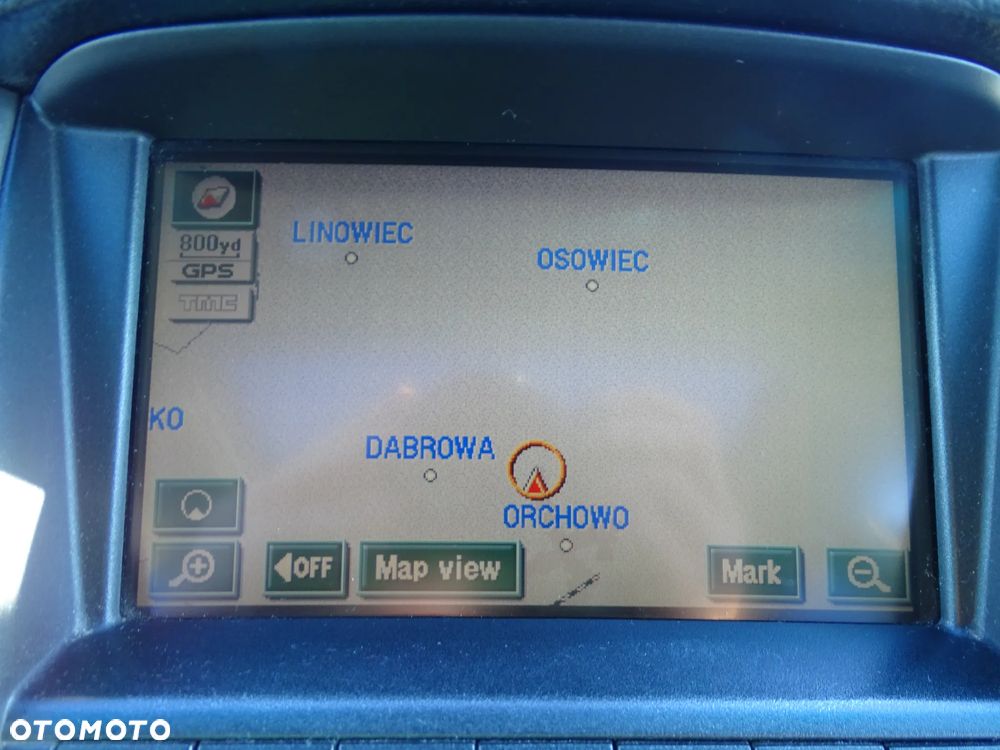 LINOWIEC
800yd
OSOWIEC
GPS
TMC
KO
DABROWA
ORCHOWO
OFF
Map view
Mark
OTOMOTO